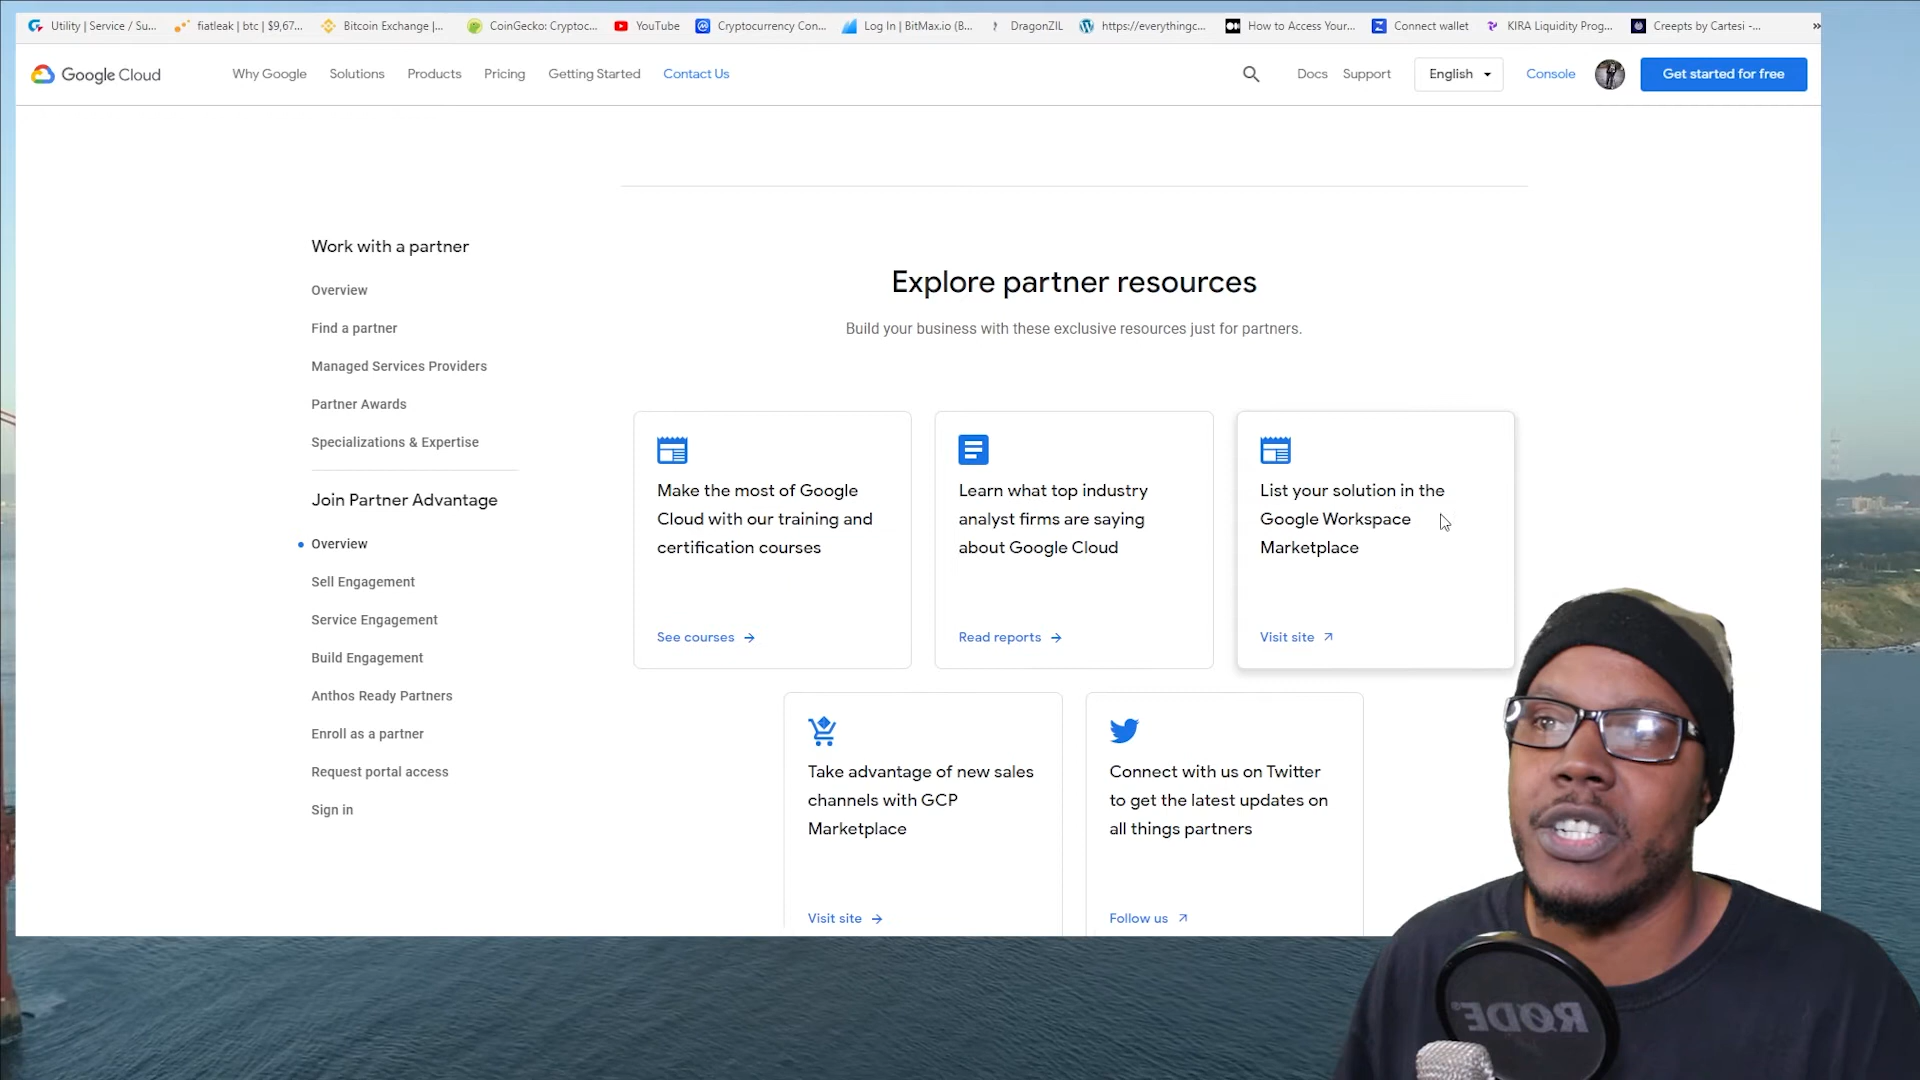 Utility | Service / Su...
fiatleak | btc | $9,67...
Bitcoin Exchange |...
CoinGecko: Cryptoc...
YouTube
Cryptocurrency Con...
Log In | BitMax.io (B...
DragonZIL
https://everythingc...
How to Access Your...
Connect wallet
KIRA Liquidity Prog...
Creepts by Cartesi -...
»
Google Cloud
Why Google
Solutions
Products
Pricing
Getting Started
Contact Us
Docs
Support
English
Console
Get started for free
Work with a partner
Overview
Find a partner
Managed Services Providers
Partner Awards
Specializations & Expertise
Join Partner Advantage
Overview
Sell Engagement
Service Engagement
Build Engagement
Anthos Ready Partners
Enroll as a partner
Request portal access
Sign in
Explore partner resources
Build your business with these exclusive resources just for partners.
Make the most of Google
Cloud with our training and
certification courses
See courses
Learn what top industry
analyst firms are saying
about Google Cloud
Read reports
List your solution in the
Google Workspace
Marketplace
Visit site
Take advantage of new sales
channels with GCP
Marketplace
Visit site
Connect with us on Twitter
to get the latest updates on
all things partners
Follow us
RØDE